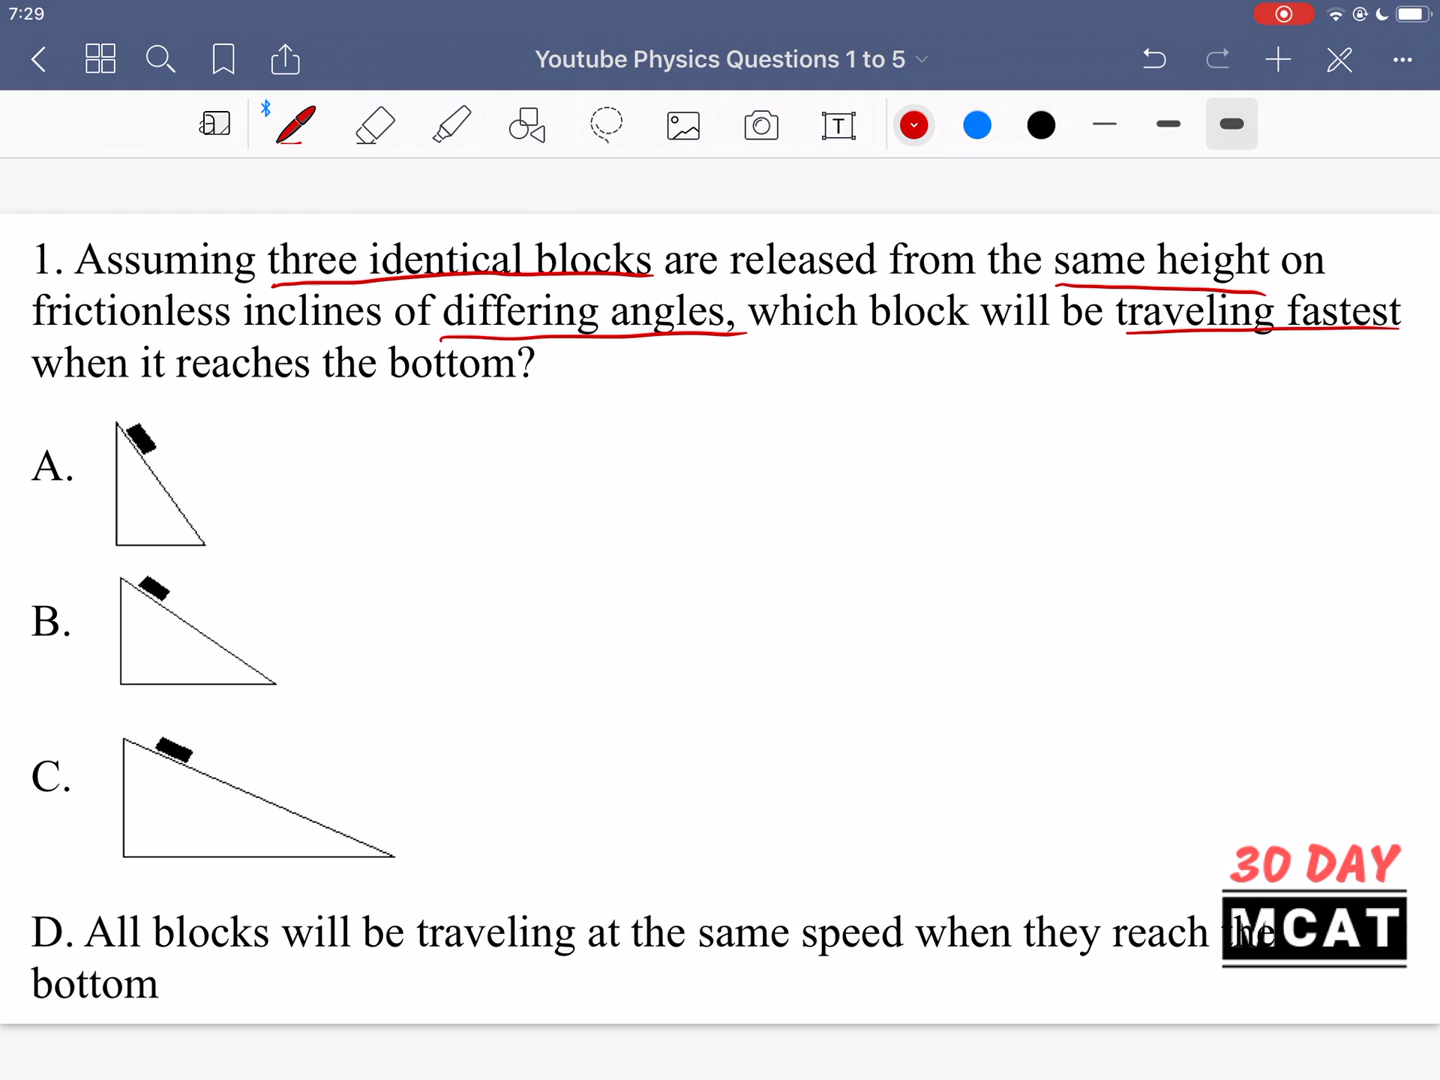 7:29
Youtube Physics Questions 1 to 5
T
1. Assuming three identical blocks are released from the same height on
frictionless inclines of differing angles, which block will be traveling fastest
when it reaches the bottom?
A.
B.
C.
30 DAY
MCAT
D. All blocks will be traveling at the same speed when they reach the
bottom